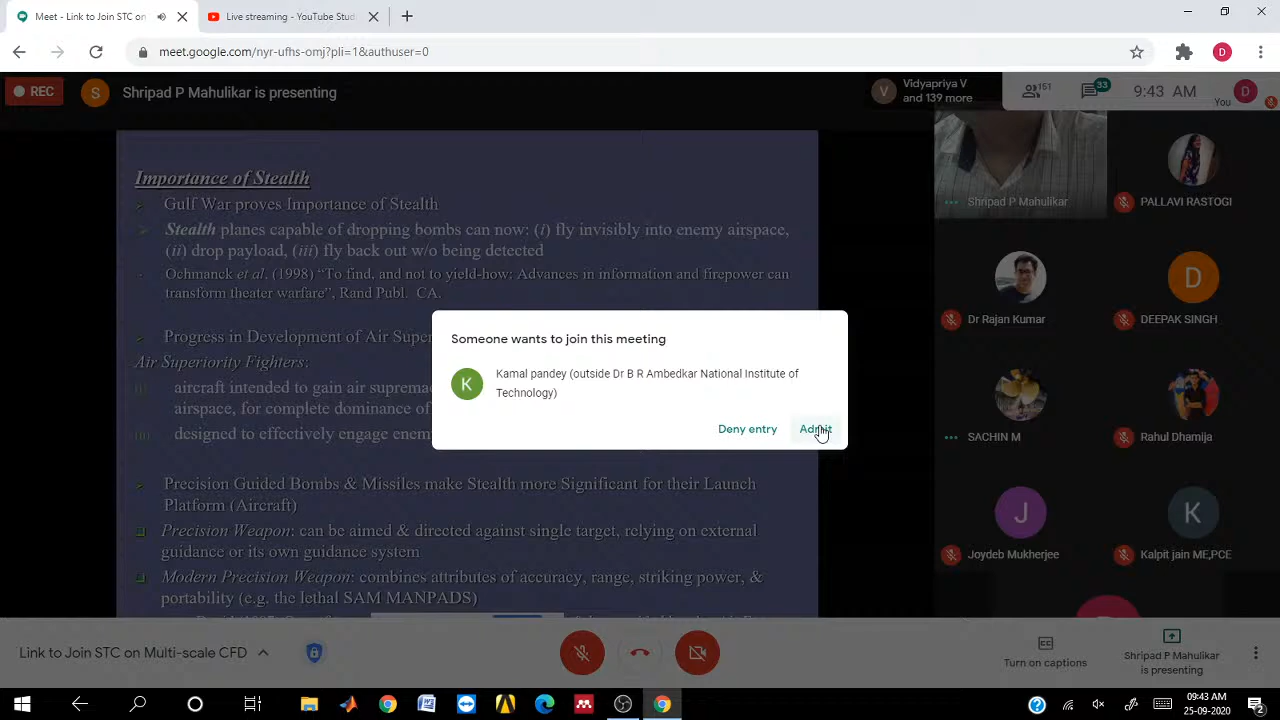 Meet - Link to Join STC on
Live streaming - YouTube Stud
meet.google.com/nyr-ufhs-omj?pli=1&authuser=0
D
REC
S
Shripad P Mahulikar is presenting
V
Vidyapriya V
and 139 more
151
33
9:43 AM
You
D
Importance of Stealth
Gulf War proves Importance of Stealth
Stealth planes capable of dropping bombs can now: (i) fly invisibly into enemy airspace,
(ii) drop payload, (iii) fly back out w/o being detected
Ochmanck et al. (1998) "To find, and not to yield-how: Advances in information and firepower can
transform theater warfare", Rand Publ. CA.
Progress in Development of Air Super
Air Superiority Fighters:
aircraft intended to gain air suprema
airspace, for complete dominance of
designed to effectively engage enem
Precision Guided Bombs & Missiles make Stealth more Significant for their Launch
Platform (Aircraft)
Precision Weapon: can be aimed & directed against single target, relying on external
guidance or its own guidance system
Modern Precision Weapon: combines attributes of accuracy, range, striking power, &
portability (e.g. the lethal SAM MANPADS)
Someone wants to join this meeting
K
Kamal pandey (outside Dr B R Ambedkar National Institute of
Technology)
Deny entry
Admit
Shripad P Mahulikar
PALLAVI RASTOGI
D
Dr Rajan Kumar
DEEPAK SINGH
SACHIN M
Rahul Dhamija
J
K
Joydeb Mukherjee
Kalpit jain ME,PCE
Link to Join STC on Multi-scale CFD
Turn on captions
Shripad P Mahulikar
is presenting
09:43 AM
25-09-2020
2